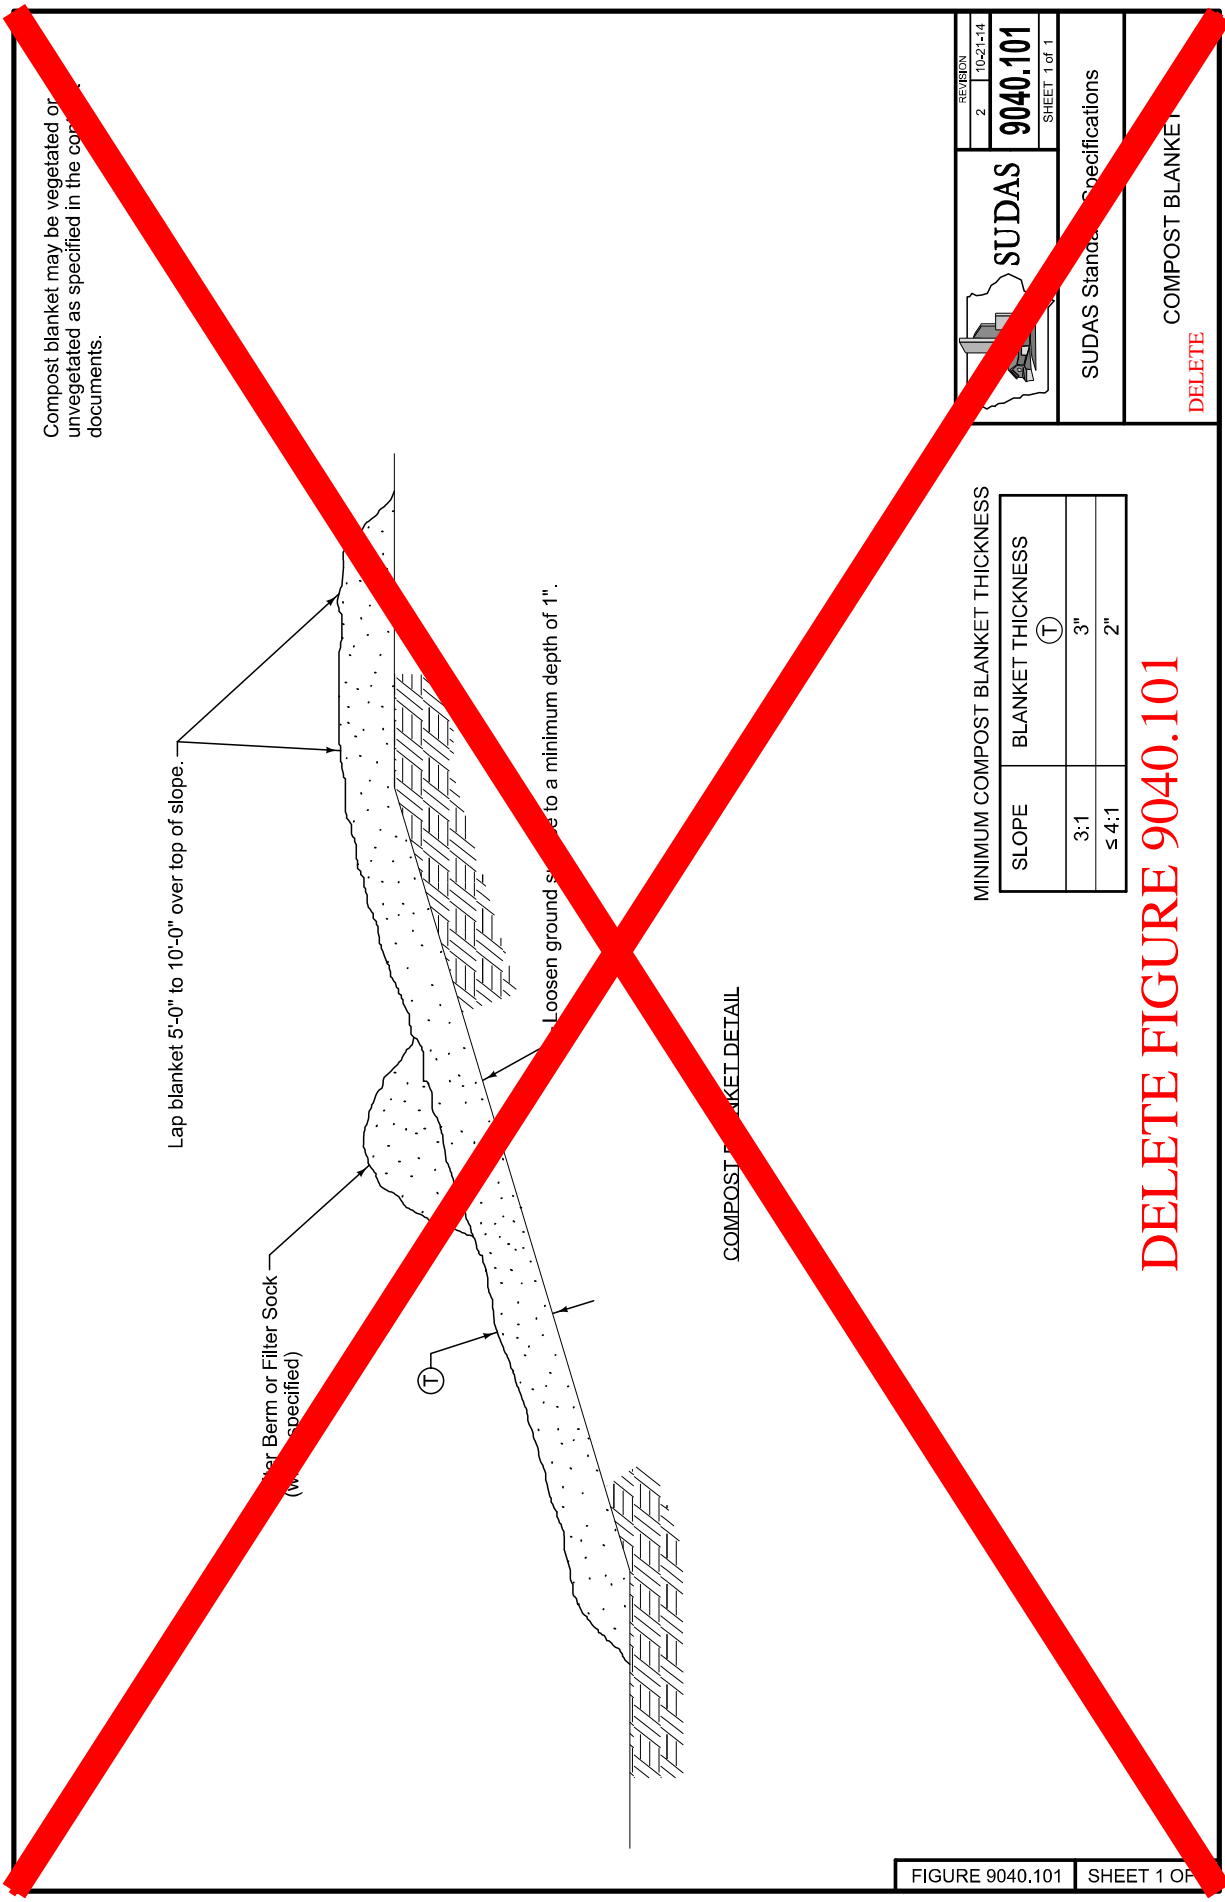 Compost blanket may be vegetated or
unvegetated as specified in the
documents.
Lap blanket 5'-0" to 10'-0" over top of slope.
Berm or Filter Sock
specified)
T
Loosen ground to a minimum depth of 1".
COMPOST DETAIL
MINIMUM COMPOST BLANKET THICKNESS
SLOPE BLANKET THICKNESS
T
3:1 3"
≤ 4:1 2"
DELETE FIGURE 9040.101
SUDAS
REVISION
2 10-21-14
9040.101
SHEET 1 of 1
SUDAS Standard Specifications
COMPOST BLANKET
DELETE
FIGURE 9040.101 SHEET 1 OF